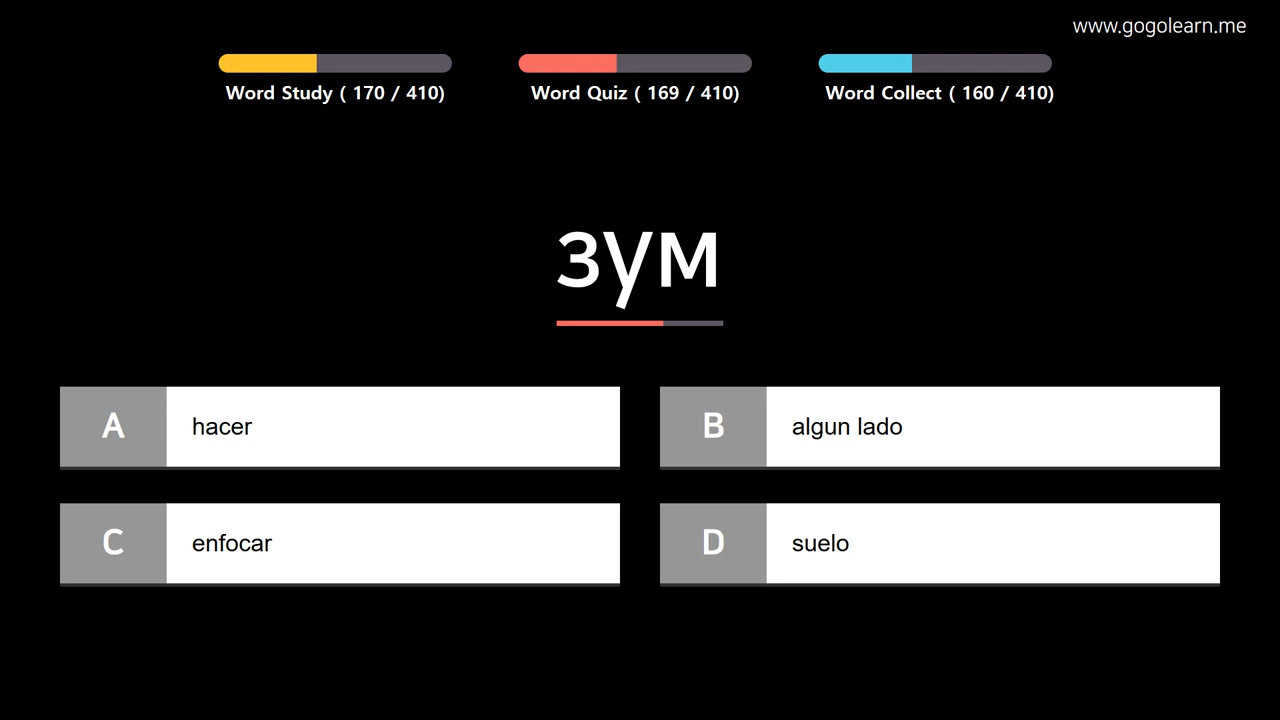 www.gogolearn.me
Word Study ( 170 / 410)
Word Quiz ( 169 / 410)
Word Collect ( 160 / 410)
зум
A
hacer
B
algun lado
C
enfocar
D
suelo